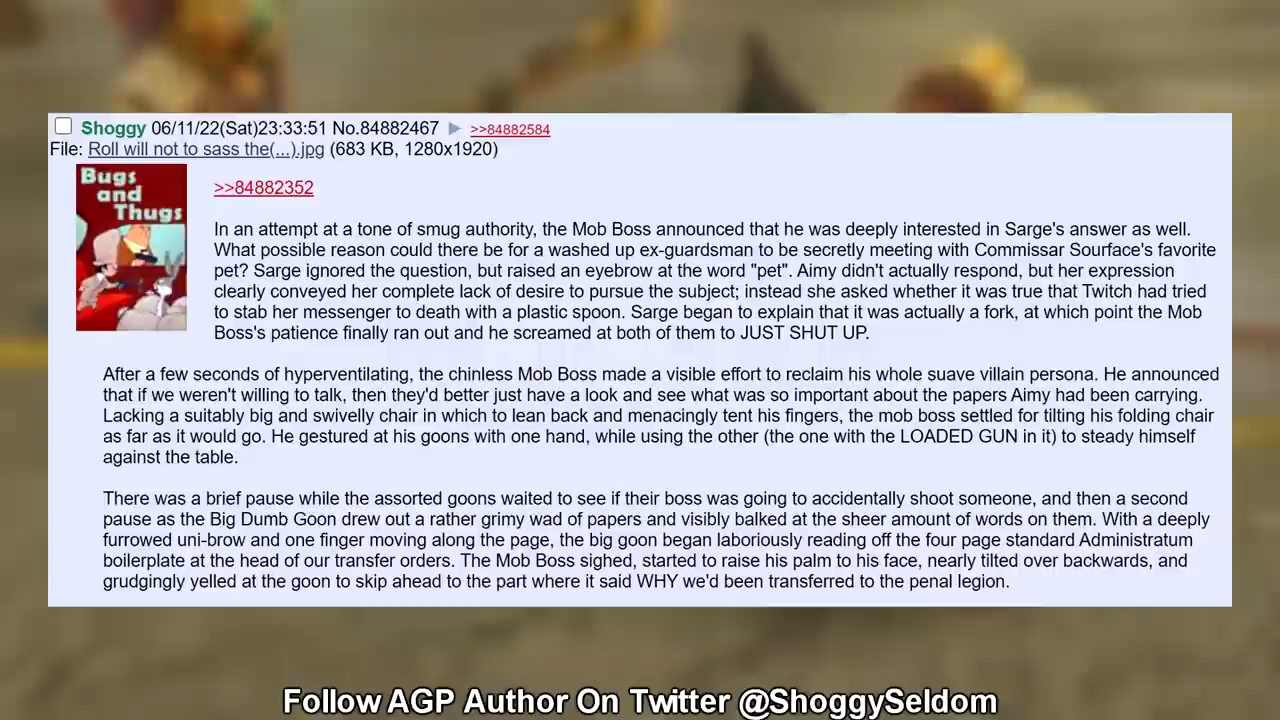 Shoggy 06/11/22(Sat)23:33:51 No.84882467 ▶ >>84882584
File: Roll will not to sass the(...).jpg (683 KB, 1280x1920)
Bugs
and
Thugs
>>84882352
In an attempt at a tone of smug authority, the Mob Boss announced that he was deeply interested in Sarge's answer as well.
What possible reason could there be for a washed up ex-guardsman to be secretly meeting with Commissar Sourface's favorite
pet? Sarge ignored the question, but raised an eyebrow at the word "pet". Aimy didn't actually respond, but her expression
clearly conveyed her complete lack of desire to pursue the subject; instead she asked whether it was true that Twitch had tried
to stab her messenger to death with a plastic spoon. Sarge began to explain that it was actually a fork, at which point the Mob
Boss's patience finally ran out and he screamed at both of them to JUST SHUT UP.
After a few seconds of hyperventilating, the chinless Mob Boss made a visible effort to reclaim his whole suave villain persona. He announced
that if we weren't willing to talk, then they'd better just have a look and see what was so important about the papers Aimy had been carrying.
Lacking a suitably big and swivelly chair in which to lean back and menacingly tent his fingers, the mob boss settled for tilting his folding chair
as far as it would go. He gestured at his goons with one hand, while using the other (the one with the LOADED GUN in it) to steady himself
against the table.
There was a brief pause while the assorted goons waited to see if their boss was going to accidentally shoot someone, and then a second
pause as the Big Dumb Goon drew out a rather grimy wad of papers and visibly balked at the sheer amount of words on them. With a deeply
furrowed uni-brow and one finger moving along the page, the big goon began laboriously reading off the four page standard Administratum
boilerplate at the head of our transfer orders. The Mob Boss sighed, started to raise his palm to his face, nearly tilted over backwards, and
grudgingly yelled at the goon to skip ahead to the part where it said WHY we'd been transferred to the penal legion.
Follow AGP Author On Twitter @ShoggySeldom